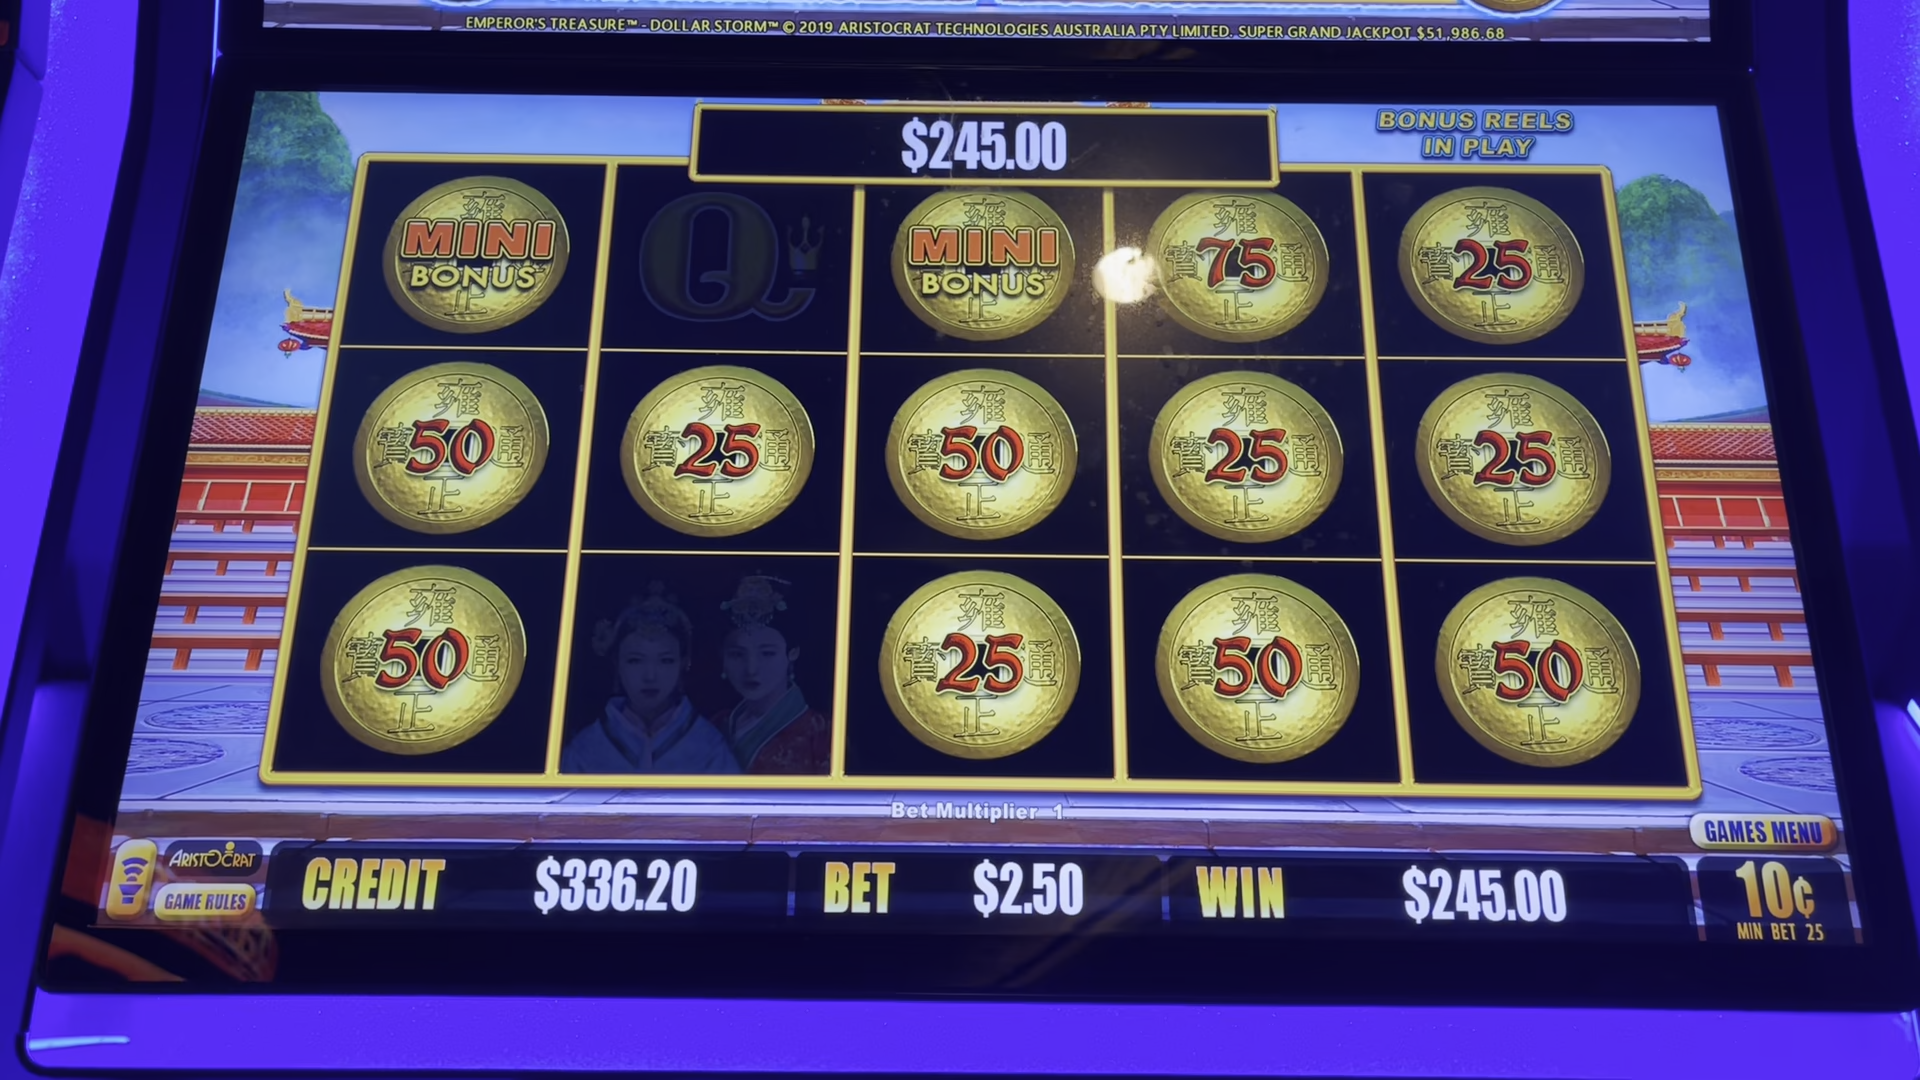 EMPEROR'S TREASURE™ - DOLLAR STORM™ © 2019 ARISTOCRAT TECHNOLOGIES AUSTRALIA PTY LIMITED. SUPER GRAND JACKPOT $51,986.68
$245.00
BONUS REELS
IN PLAY
MINI
BONUS
Q
MINI
BONUS
75
25
50
25
50
25
25
50
25
50
50
Bet Multiplier 1
GAMES MENU
ARISTOCRAT
GAME RULES
CREDIT $336.20 BET $2.50 WIN $245.00
10¢
MIN BET 25